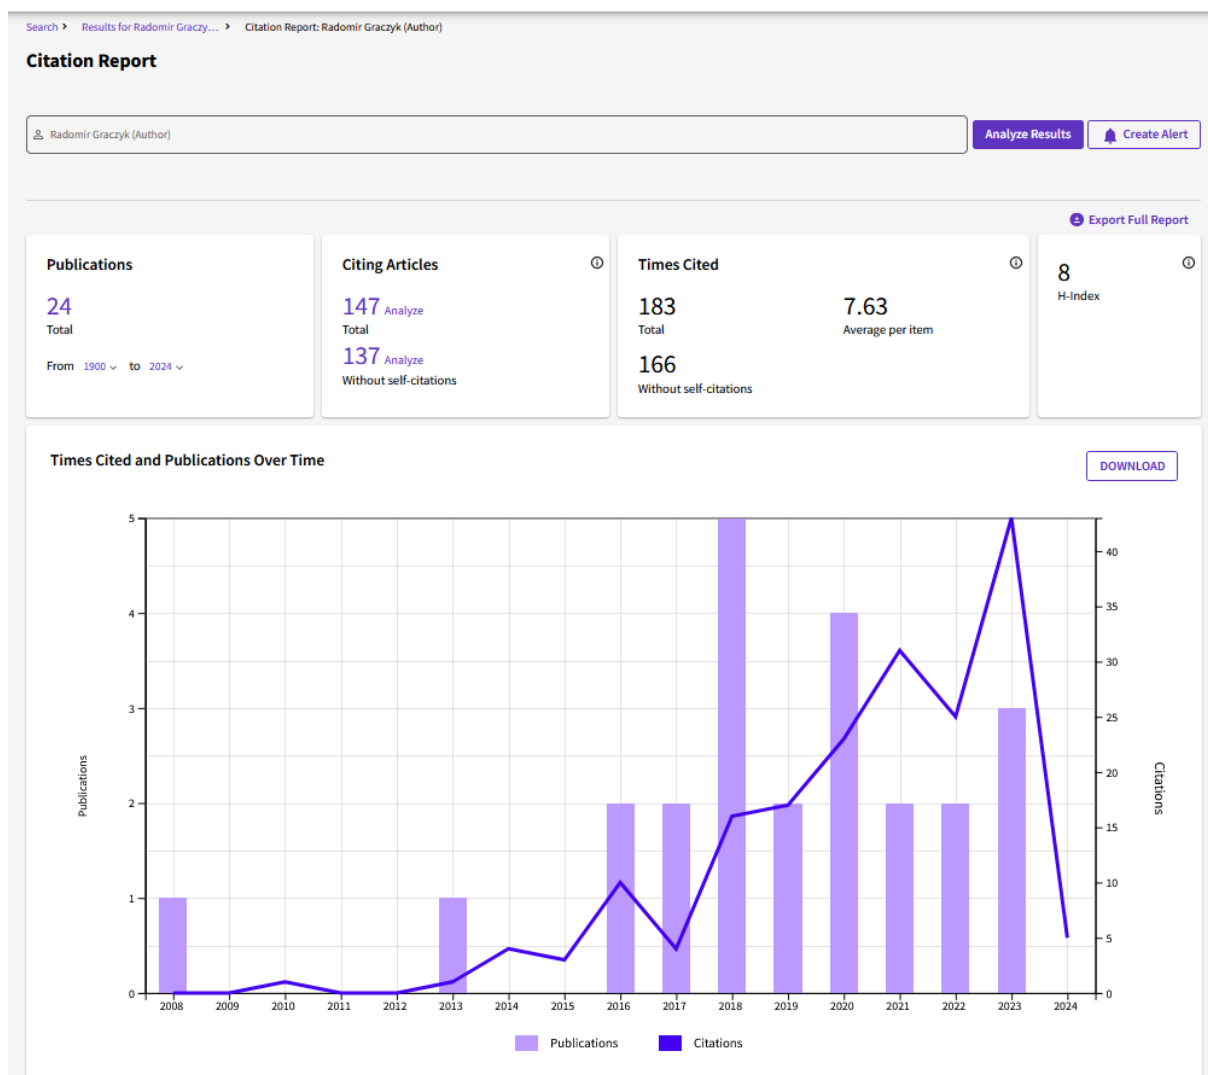 Search > Results for Radomir Graczy... > Citation Report: Radomir Graczyk (Author)
Citation Report
Radomir Graczyk (Author)
Analyze Results
Create Alert
Export Full Report
Publications
24
Total
From 1900 to 2024
Citing Articles
147 Analyze
Total
137 Analyze
Without self-citations
Times Cited
183
Total
7.63
Average per item
166
Without self-citations
8
H-Index
Times Cited and Publications Over Time
DOWNLOAD
5
4
3
2
1
0
Publications
40
35
30
25
20
15
10
5
0
Citations
2008 2009 2010 2011 2012 2013 2014 2015 2016 2017 2018 2019 2020 2021 2022 2023 2024
Publications Citations